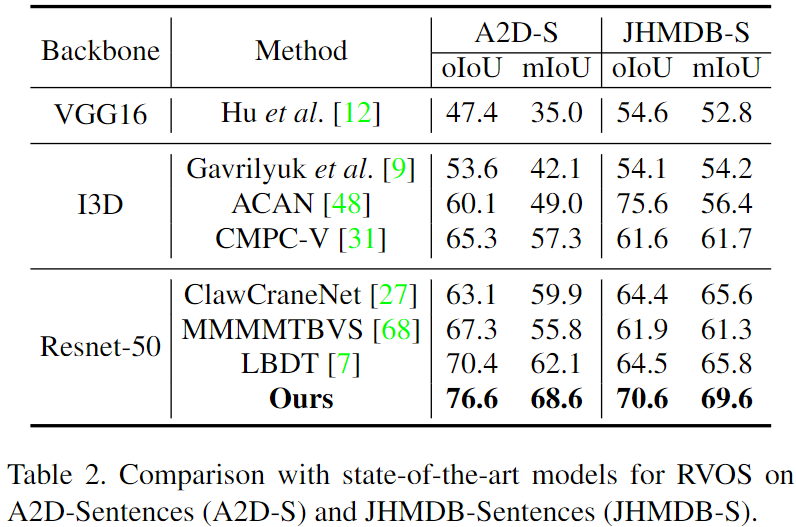 Backbone Method A2D-S JHMDB-S
oIoU mIoU oIoU mIoU
VGG16 Hu et al. [12] 47.4 35.0 54.6 52.8
I3D Gavrilyuk et al. [9] 53.6 42.1 54.1 54.2
ACAN [48] 60.1 49.0 75.6 56.4
CMPC-V [31] 65.3 57.3 61.6 61.7
Resnet-50 ClawCraneNet [27] 63.1 59.9 64.4 65.6
MMMMTBVS [68] 67.3 55.8 61.9 61.3
LBDT [7] 70.4 62.1 64.5 65.8
Ours 76.6 68.6 70.6 69.6
Table 2. Comparison with state-of-the-art models for RVOS on
A2D-Sentences (A2D-S) and JHMDB-Sentences (JHMDB-S).